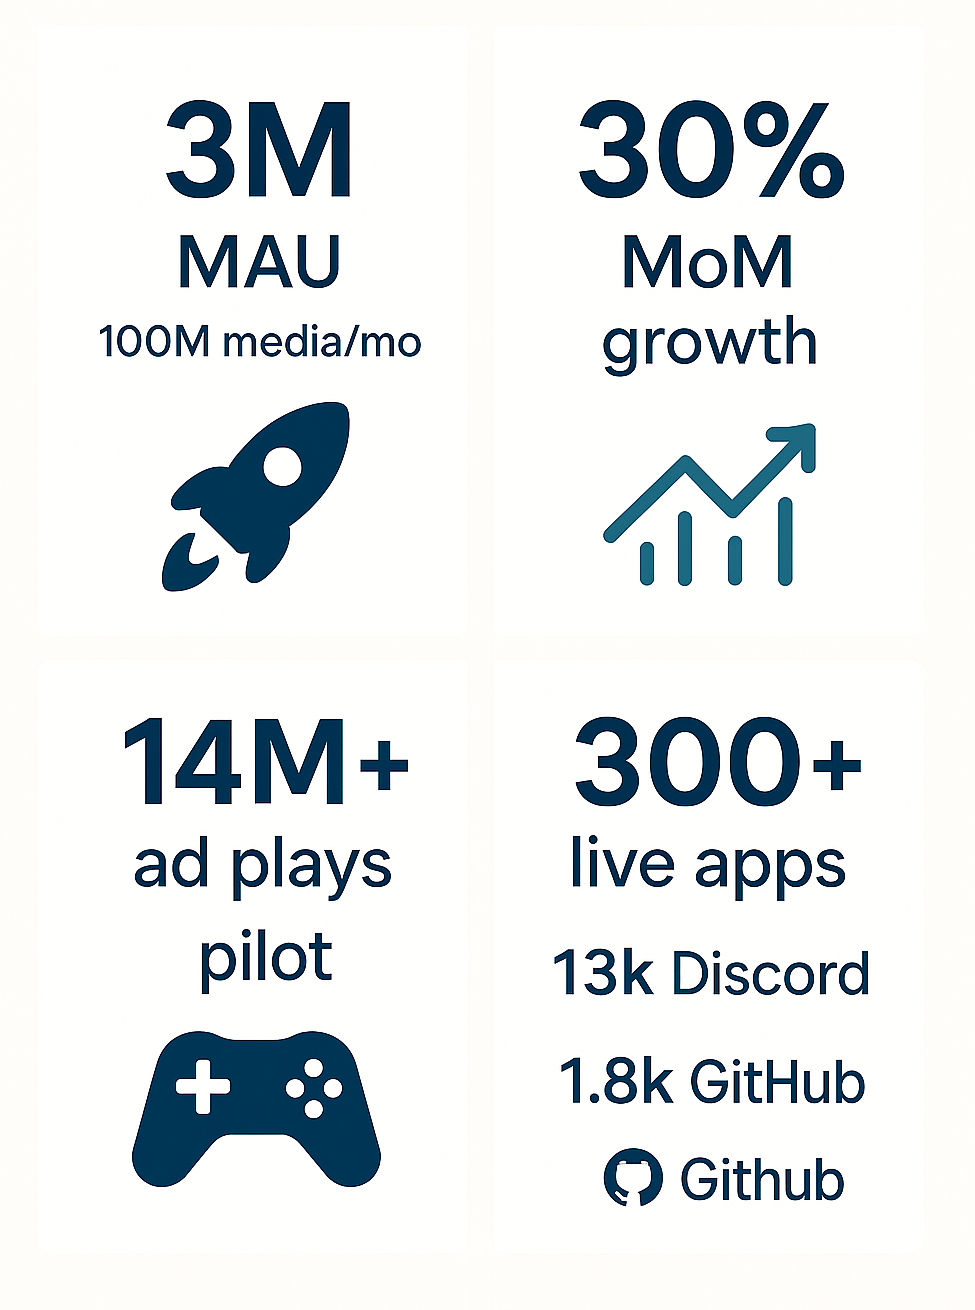 3M
MAU
100M media/mo
30%
MoM
growth
14M+
ad plays
pilot
300+
live apps
13k Discord
1.8k GitHub
Github